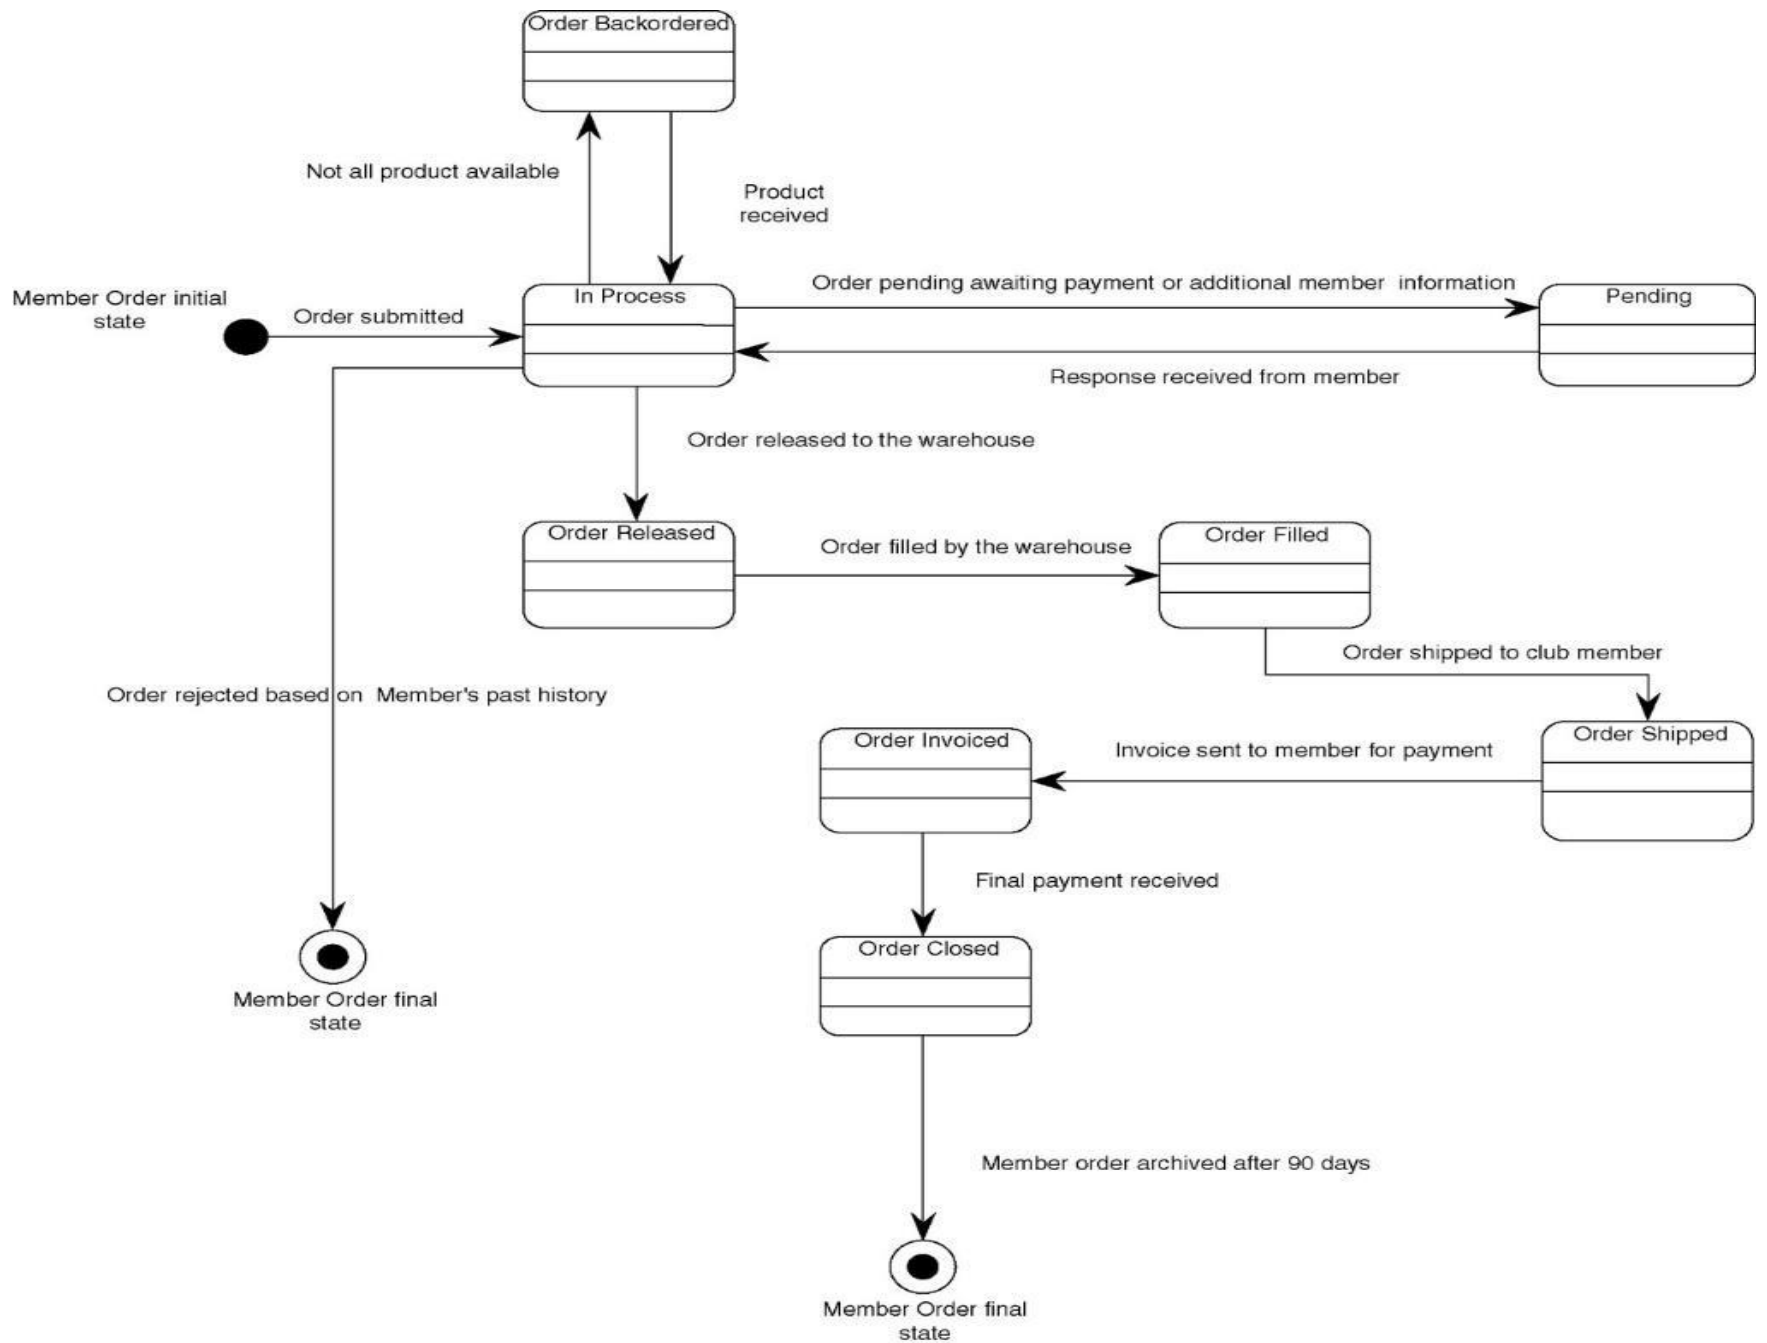 Order Backordered
Not all product available
Product
received
Order pending awaiting payment or additional member information
Member Order initial
state
Order submitted
In Process
Pending
Response received from member
Order released to the warehouse
Order Released
Order filled by the warehouse
Order Filled
Order shipped to club member
Order rejected based on Member's past history
Order Invoiced
Invoice sent to member for payment
Order Shipped
Final payment received
Order Closed
Member Order final
state
Member order archived after 90 days
Member Order final
state